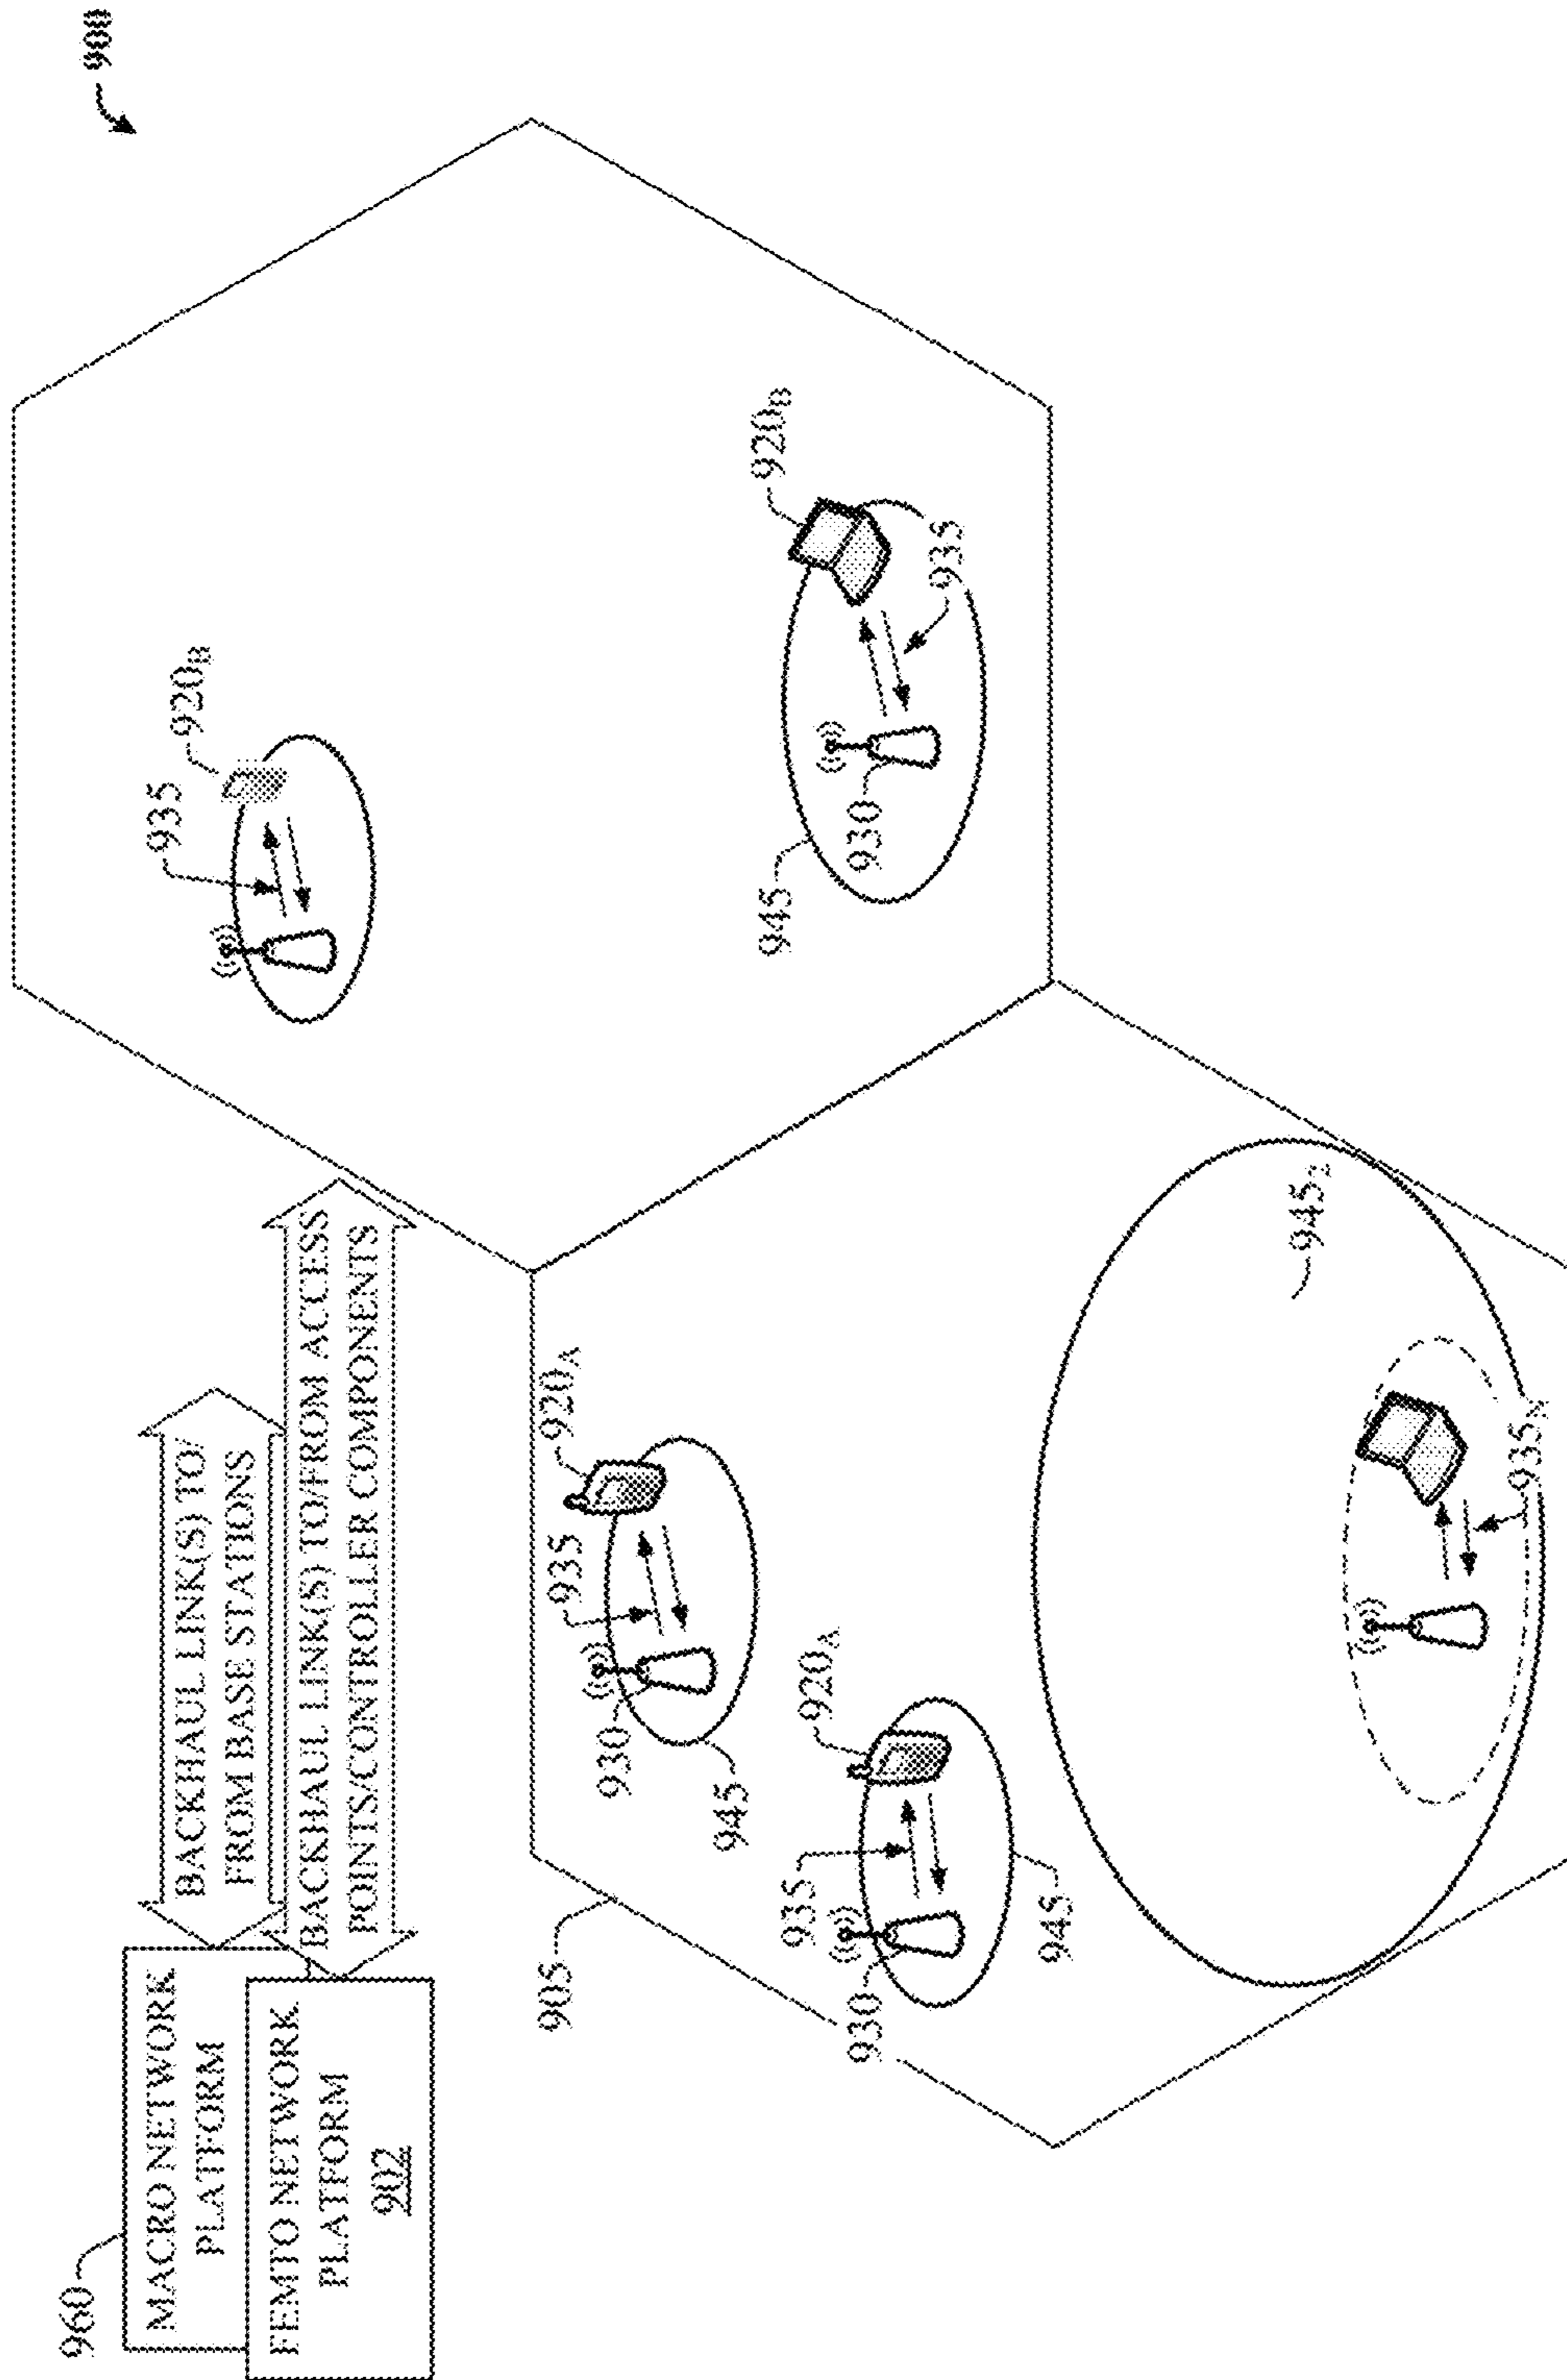 900
960
MACRO NETWORK
PLATFORM
FEMTO NETWORK
PLATFORM
902
BACKHAUL LINK(S) TO/
FROM BASE STATIONS
BACKHAUL LINK(S) TO/FROM ACCESS
POINTS/CONTROLLER COMPONENTS
935
920B
905
930
935
920A
945
930
935
920A
945
945
930
935
920B
945
935